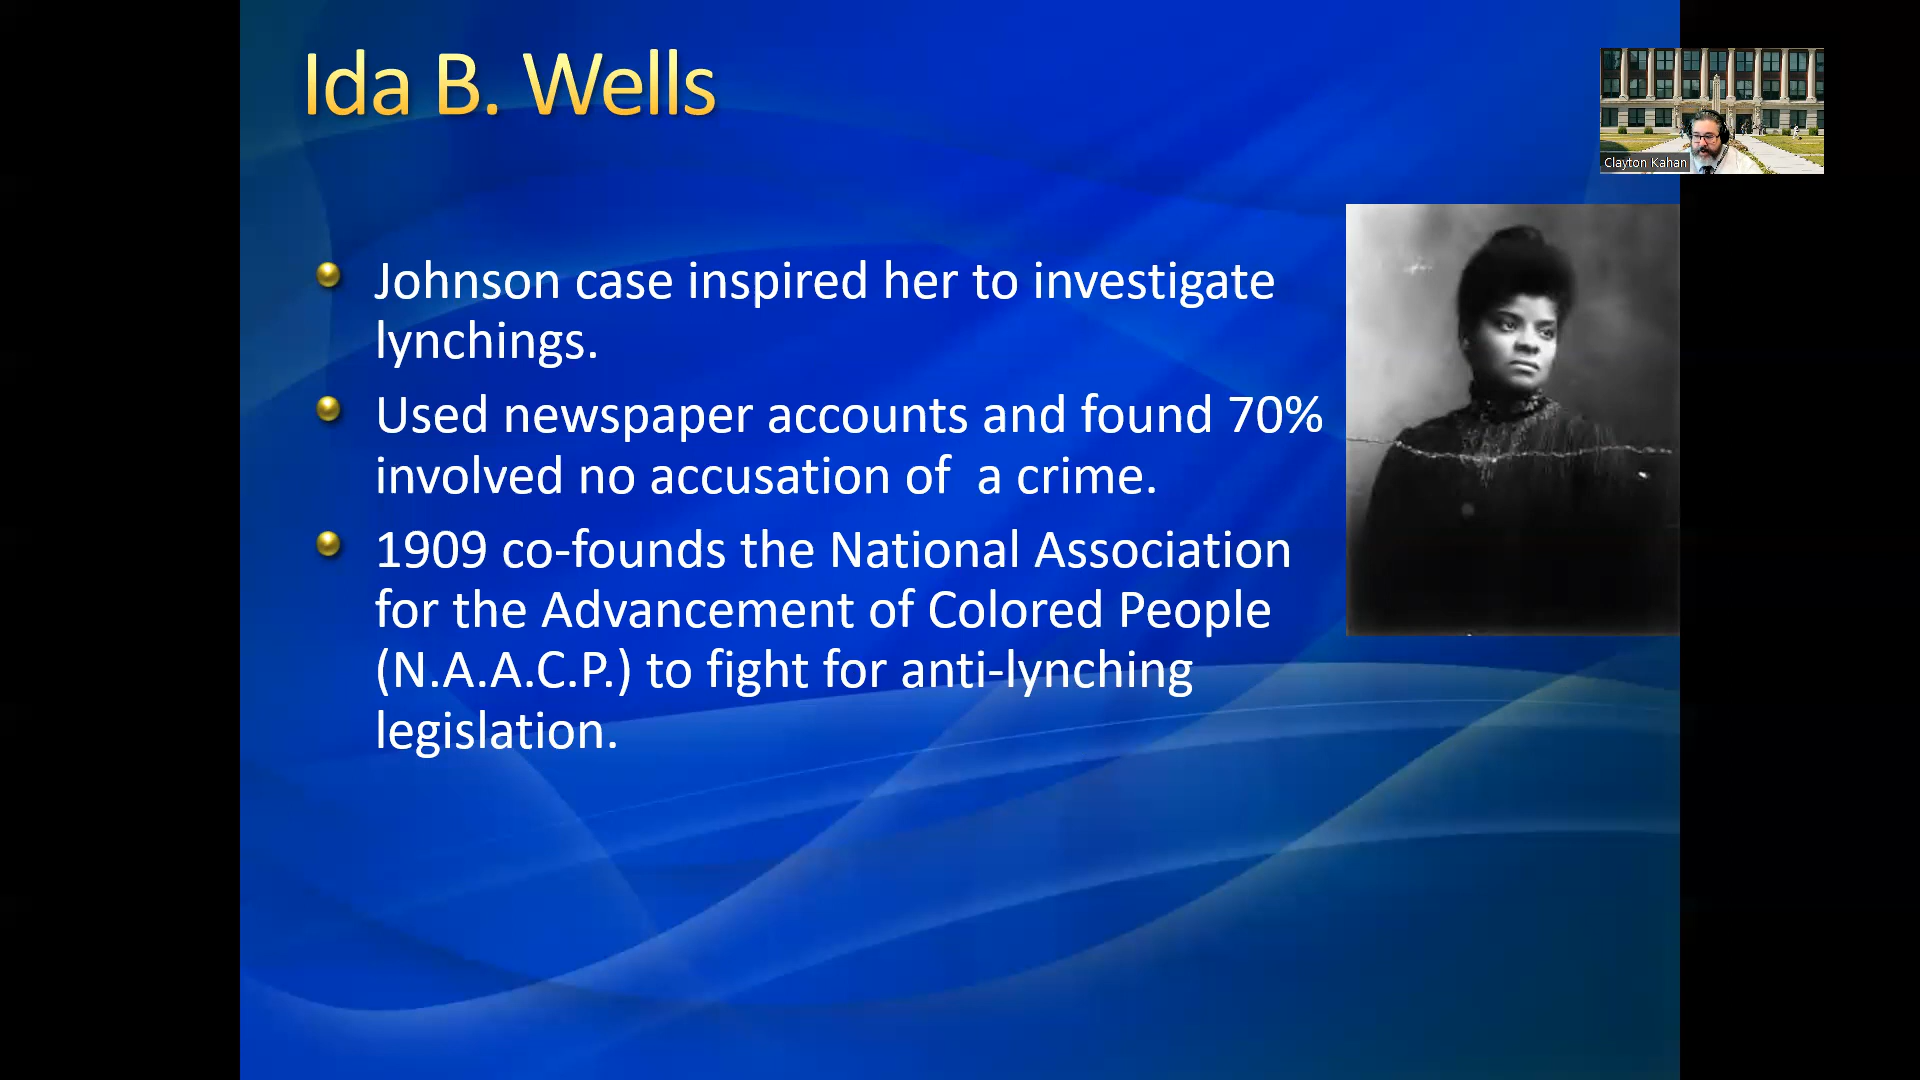 Ida B. Wells
Clayton Kahan
Johnson case inspired her to investigate
lynchings.
Used newspaper accounts and found 70%
involved no accusation of  a crime.
1909 co-founds the National Association
for the Advancement of Colored People
(N.A.A.C.P.) to fight for anti-lynching
legislation.